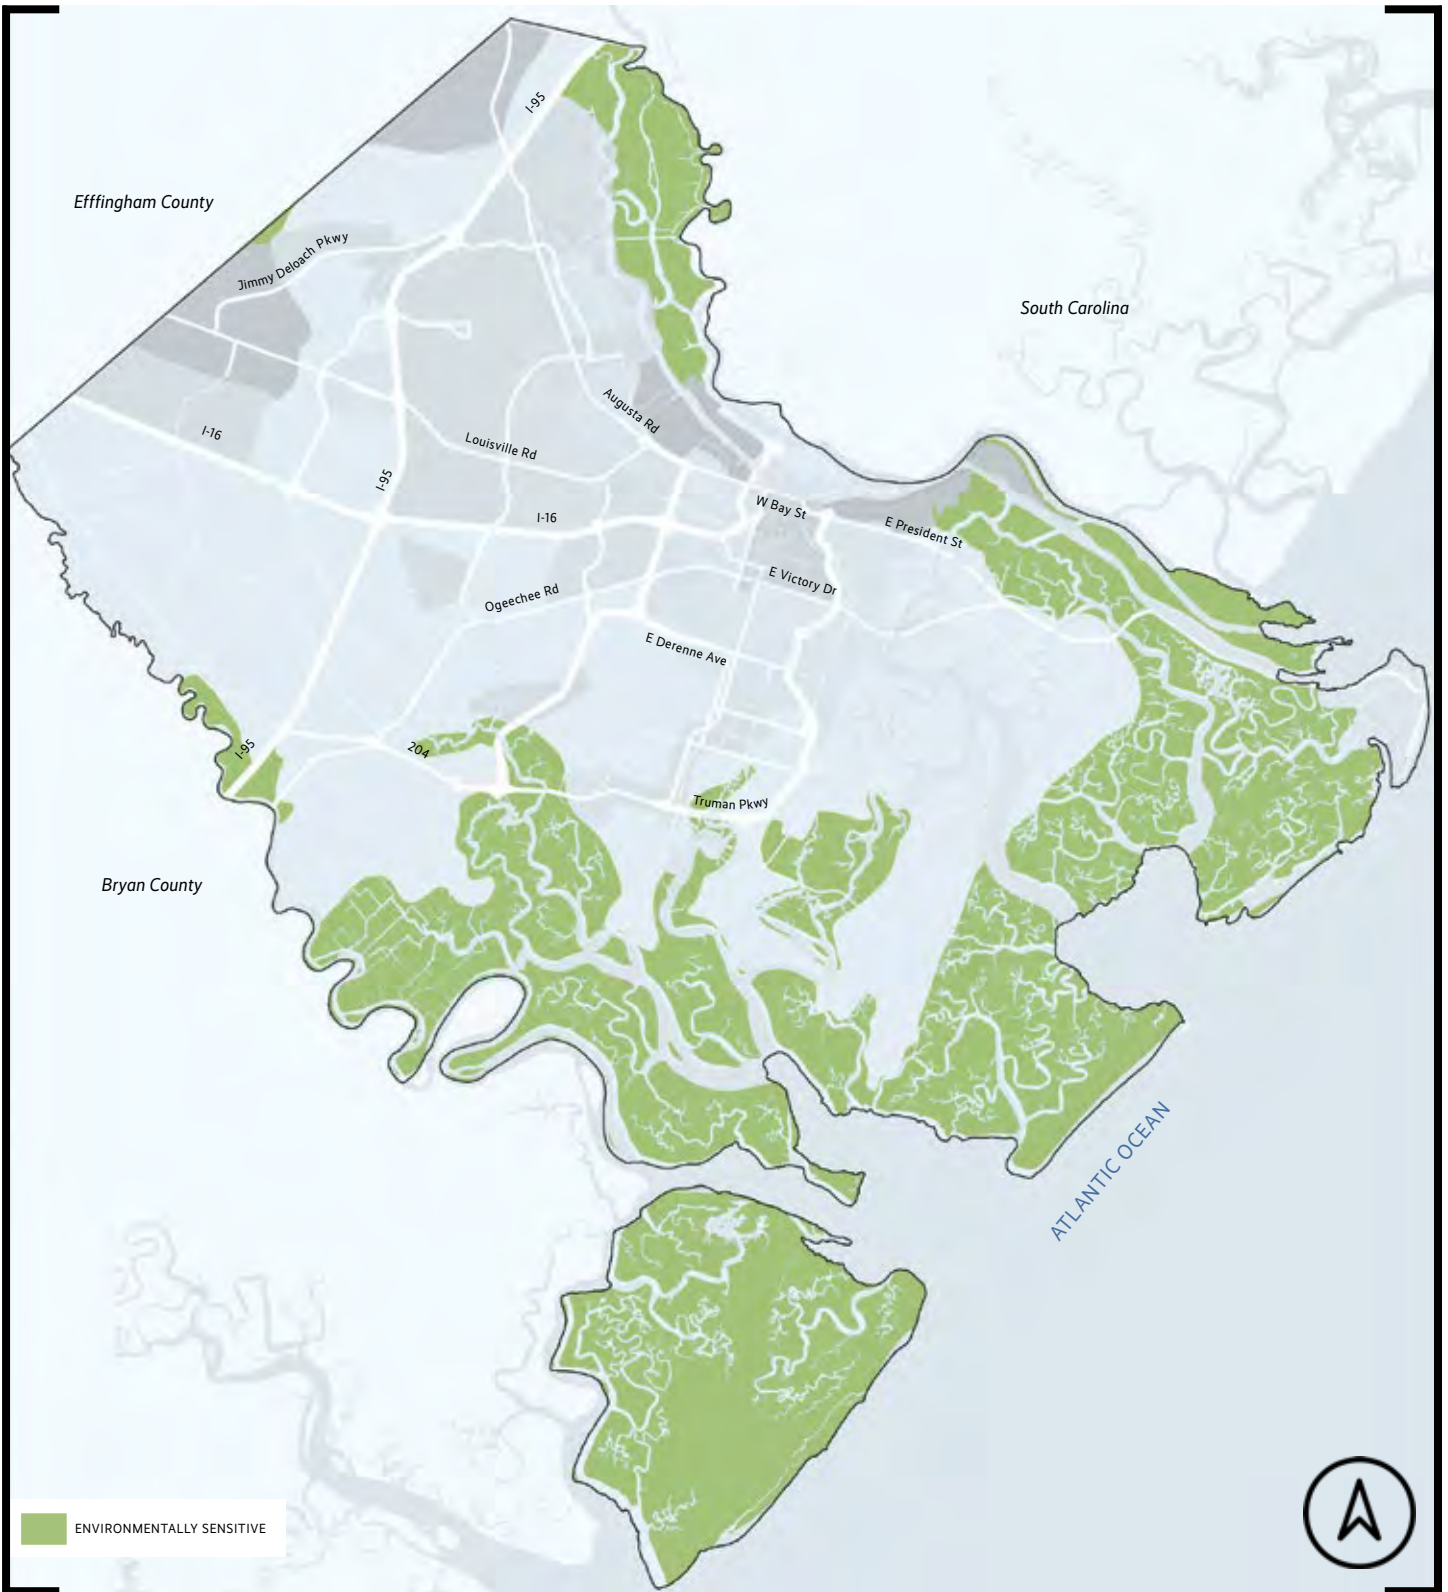 I-95
Efffingham County
Jimmy Deloach Pkwy
South Carolina
Augusta Rd
I-16
Louisville Rd
I-95
W Bay St
I-16
E President St
E Victory Dr
Ogeechee Rd
E Derenne Ave
I-95
204
Truman Pkwy
Bryan County
ATLANTIC OCEAN
ENVIRONMENTALLY SENSITIVE